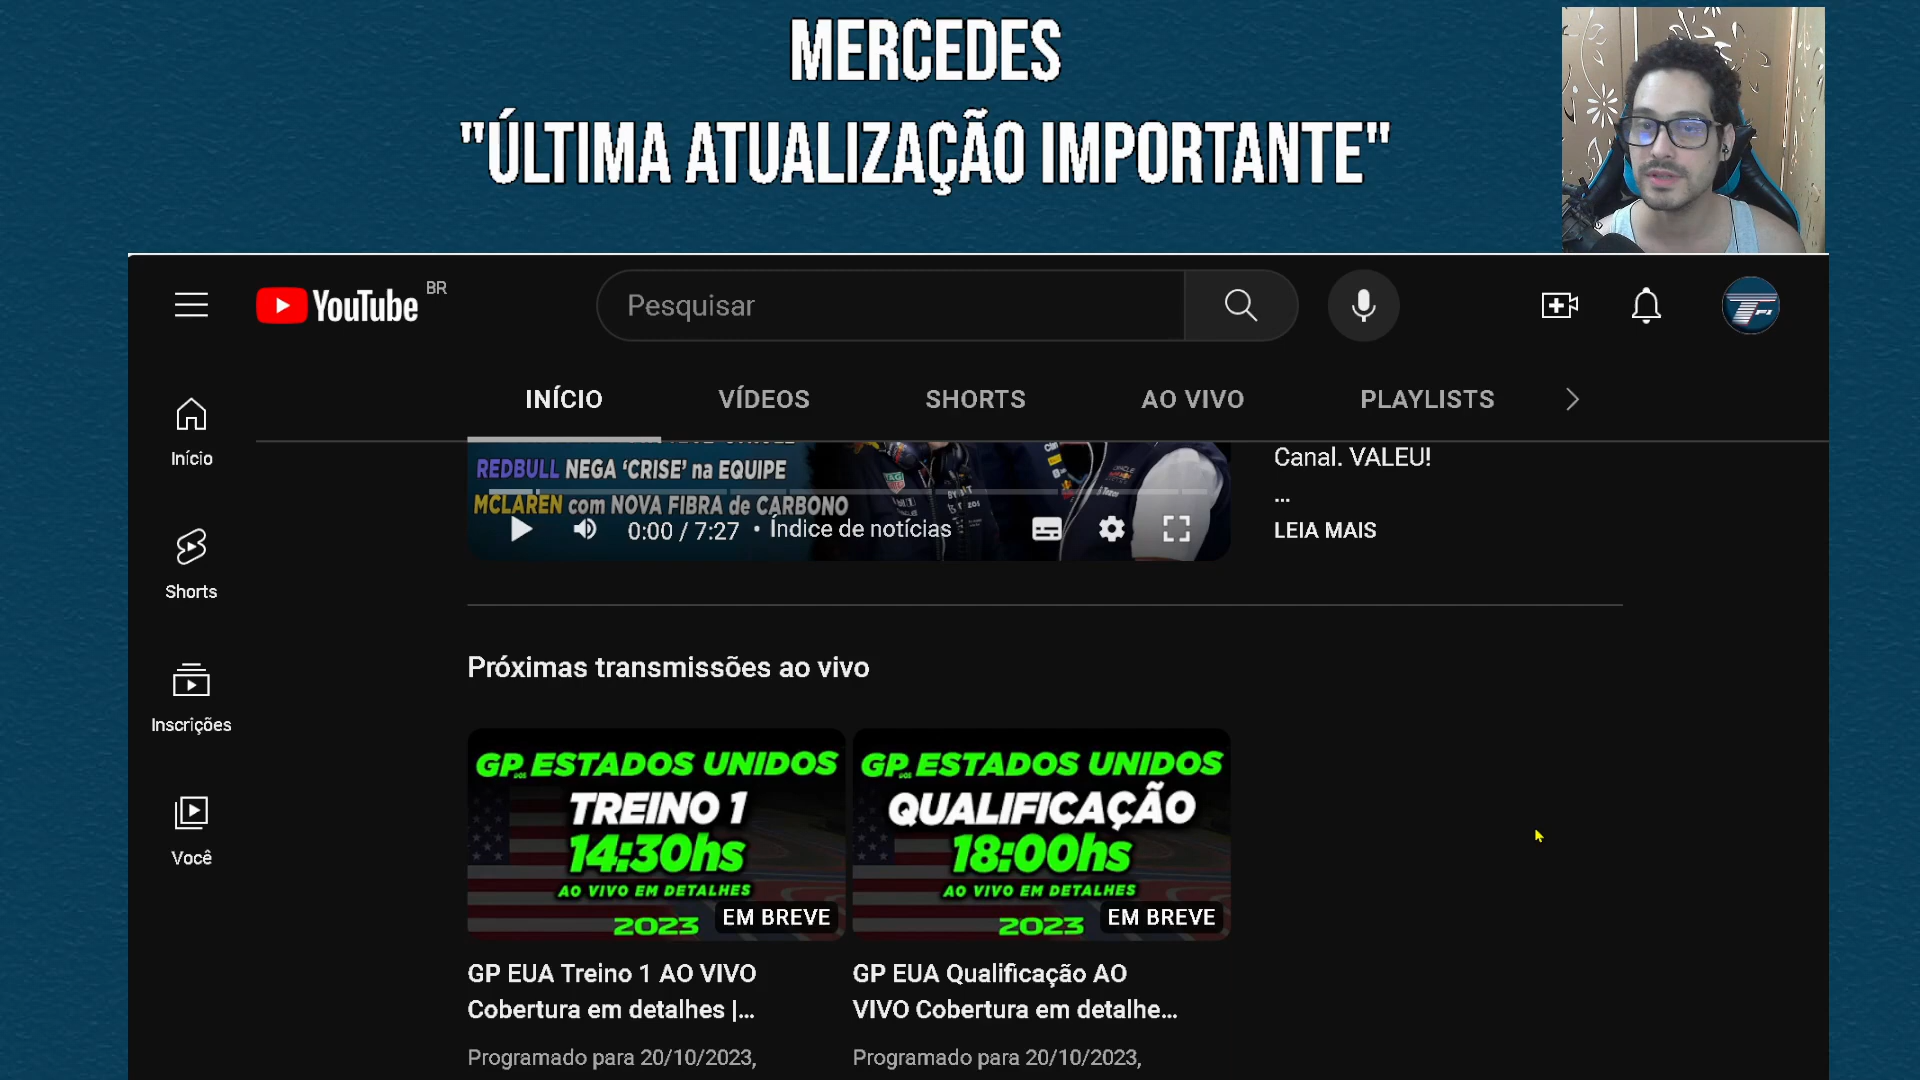 MERCEDES
"ÚLTIMA ATUALIZAÇÃO IMPORTANTE"
YouTube BR
Pesquisar
INÍCIO VÍDEOS SHORTS AO VIVO PLAYLISTS
Início
Shorts
Inscrições
Você
REDBULL NEGA 'CRISE' na EQUIPE
MCLAREN com NOVA FIBRA de CARBONO
0:00 / 7:27 • Índice de notícias
Canal. VALEU!
...
LEIA MAIS
Próximas transmissões ao vivo
GP DOS ESTADOS UNIDOS
TREINO 1
14:30hs
AO VIVO EM DETALHES
2023
EM BREVE
GP EUA Treino 1 AO VIVO
Cobertura em detalhes |...
Programado para 20/10/2023,
GP DOS ESTADOS UNIDOS
QUALIFICAÇÃO
18:00hs
AO VIVO EM DETALHES
2023
EM BREVE
GP EUA Qualificação AO
VIVO Cobertura em detalhe...
Programado para 20/10/2023,